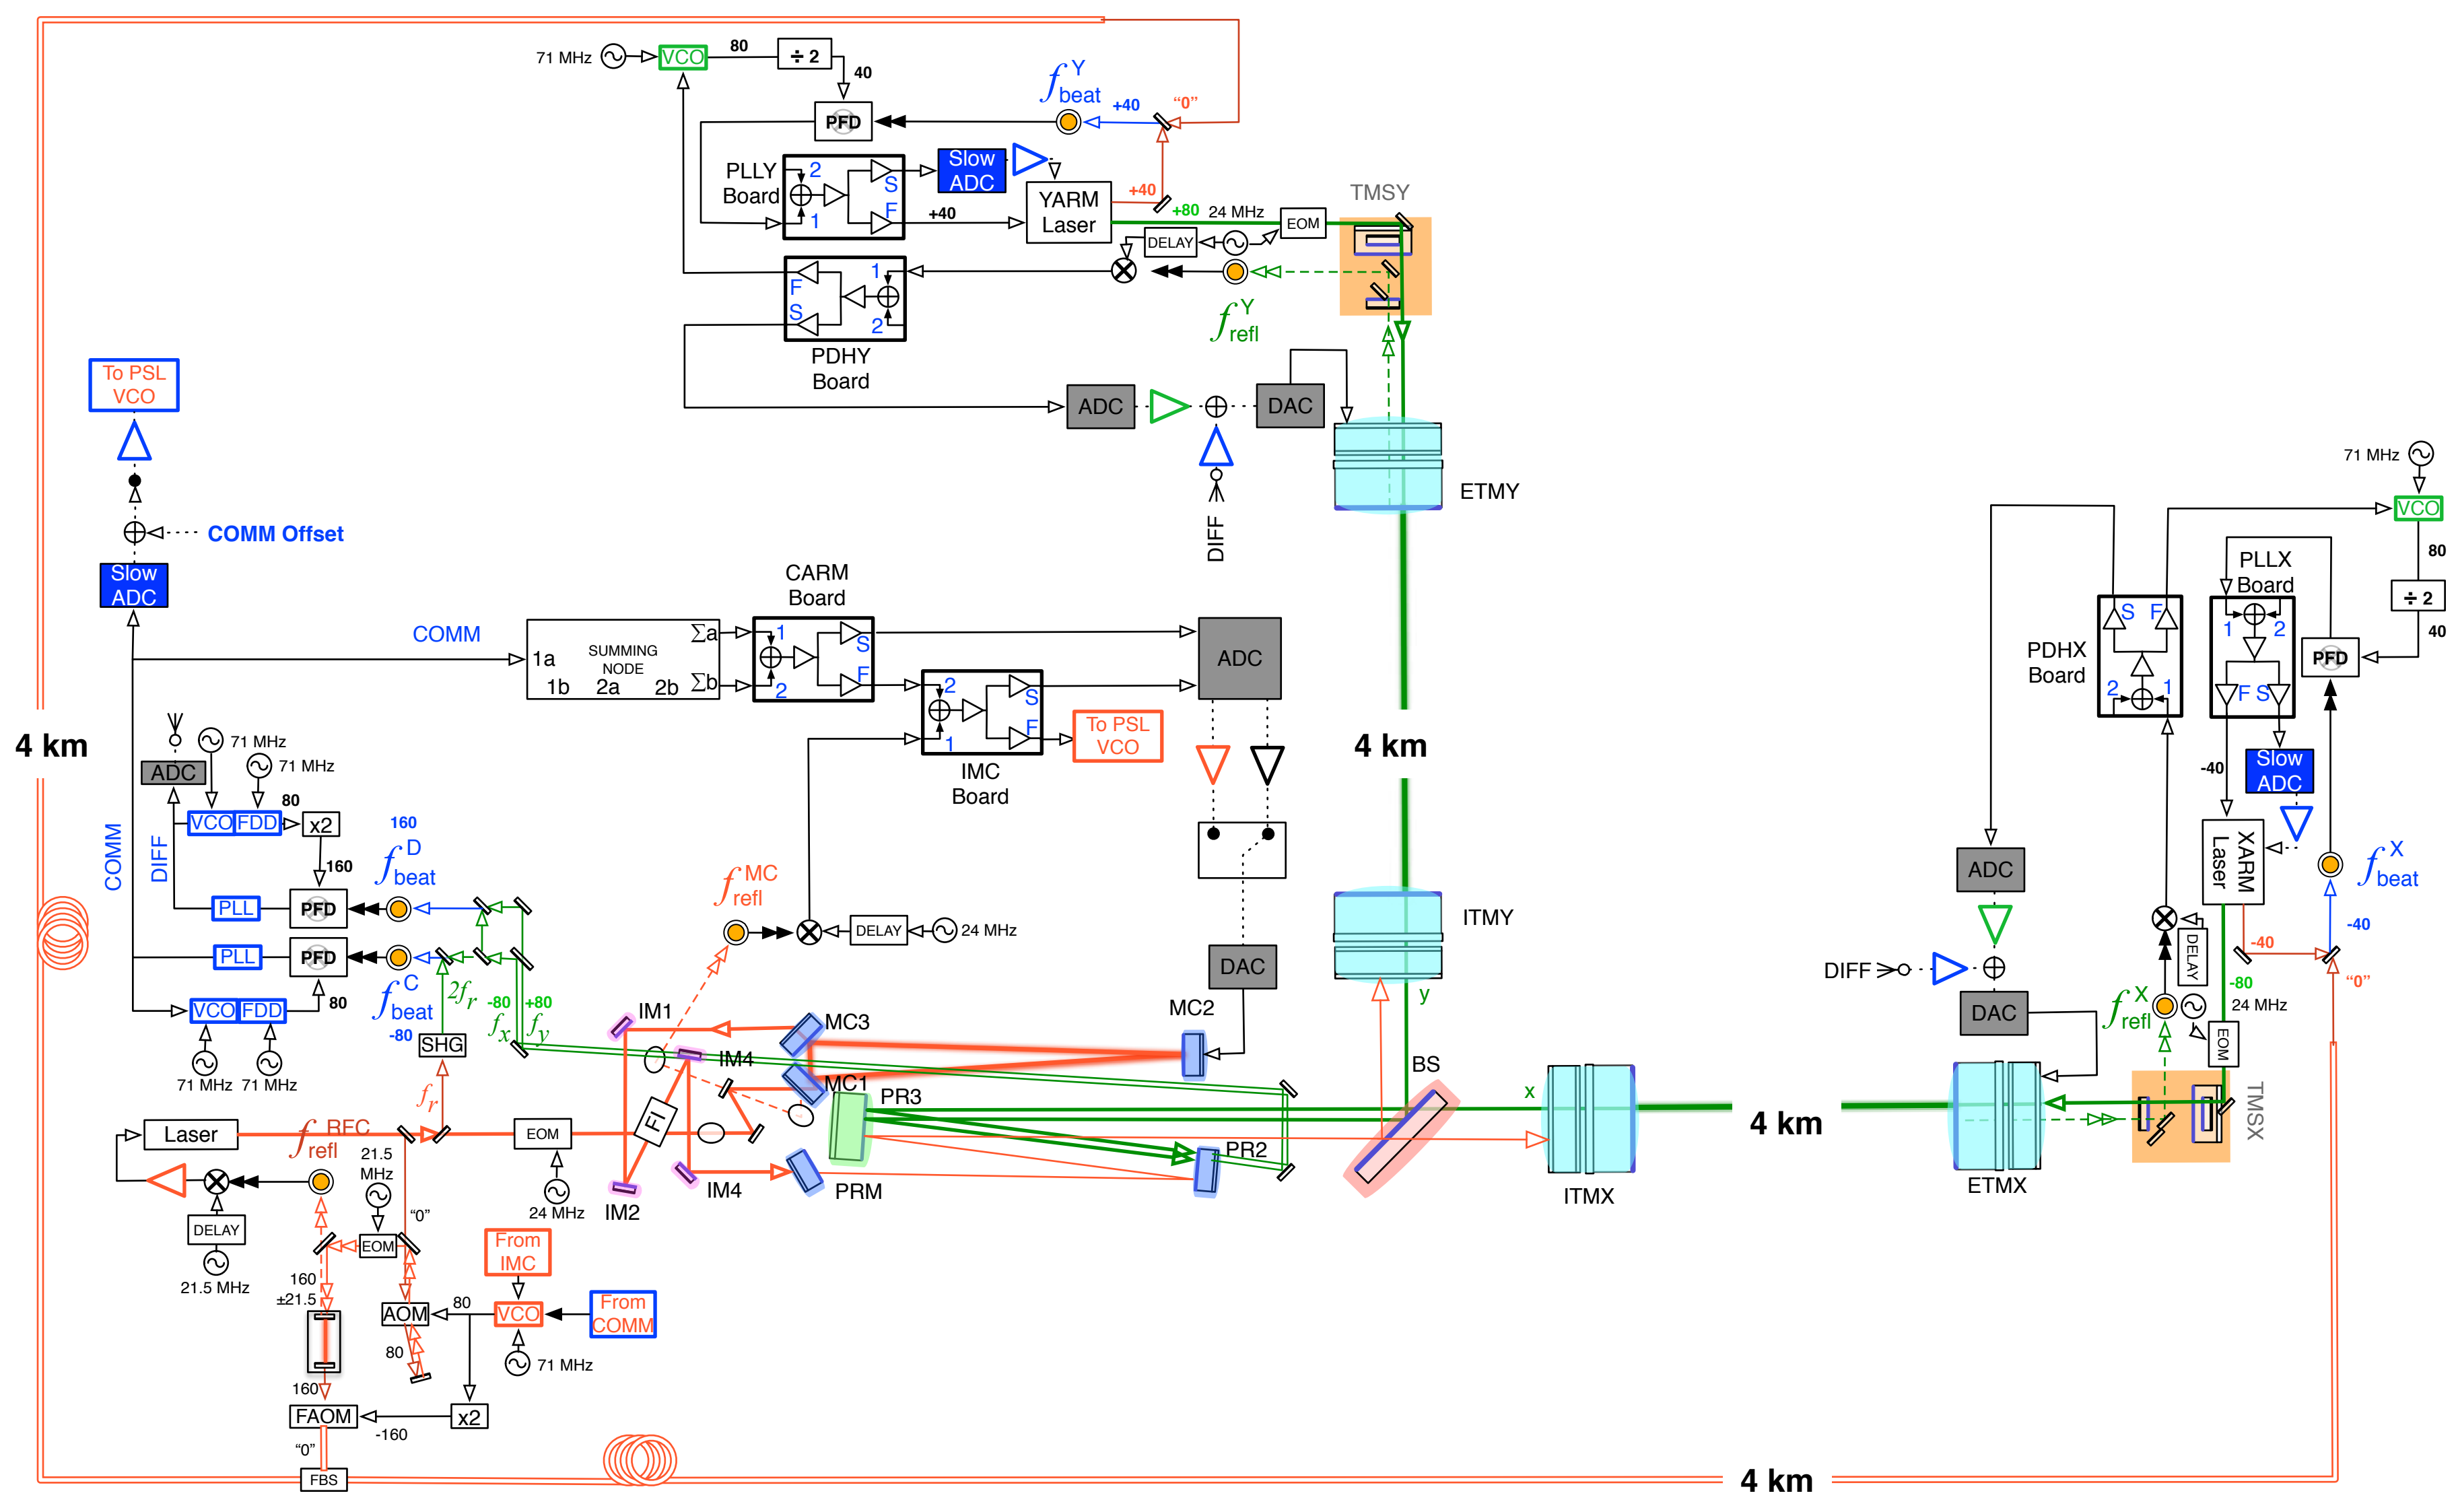 71 MHz
VCO
80
÷ 2
40
PFD
f beat Y
+40
"0"
PLLY
Board
2
1
S
F
Slow
ADC
+40
YARM
Laser
+40
+80
24 MHz
EOM
TMSY
DELAY
PDHY
Board
F
S
1
2
f refl Y
ADC
DAC
DIFF
ETMY
To PSL
VCO
COMM Offset
Slow
ADC
COMM
1a
SUMMING
NODE
1b
2a
2b
Σa
Σb
CARM
Board
1
2
S
F
IMC
Board
2
1
S
F
To PSL
VCO
ADC
4 km
4 km
71 MHz
VCO
80
÷ 2
40
PLLX
Board
1
2
F
S
PFD
PDHX
Board
S
F
2
1
-40
Slow
ADC
XARM
Laser
f beat X
-40
-40
"0"
ADC
DIFF
DAC
DELAY
f refl X
-80
24 MHz
EOM
TMSX
ETMX
4 km
ADC
71 MHz
71 MHz
VCO
FDD
80
x2
160
160
f beat D
COMM
DIFF
PLL
PFD
PLL
PFD
f beat C
-80
VCO
FDD
80
71 MHz
71 MHz
2fr
-80
+80
fx
fy
SHG
fr
f refl MC
DELAY
24 MHz
DAC
ITMY
y
MC2
IM1
MC3
IM4
MC1
PR3
BS
x
ITMX
PR2
PRM
IM4
IM2
FI
Laser
f refl RFC
EOM
24 MHz
21.5
MHz
"0"
DELAY
21.5 MHz
EOM
160
±21.5
AOM
80
80
From
IMC
VCO
From
COMM
71 MHz
160
FAOM
-160
x2
"0"
FBS
4 km